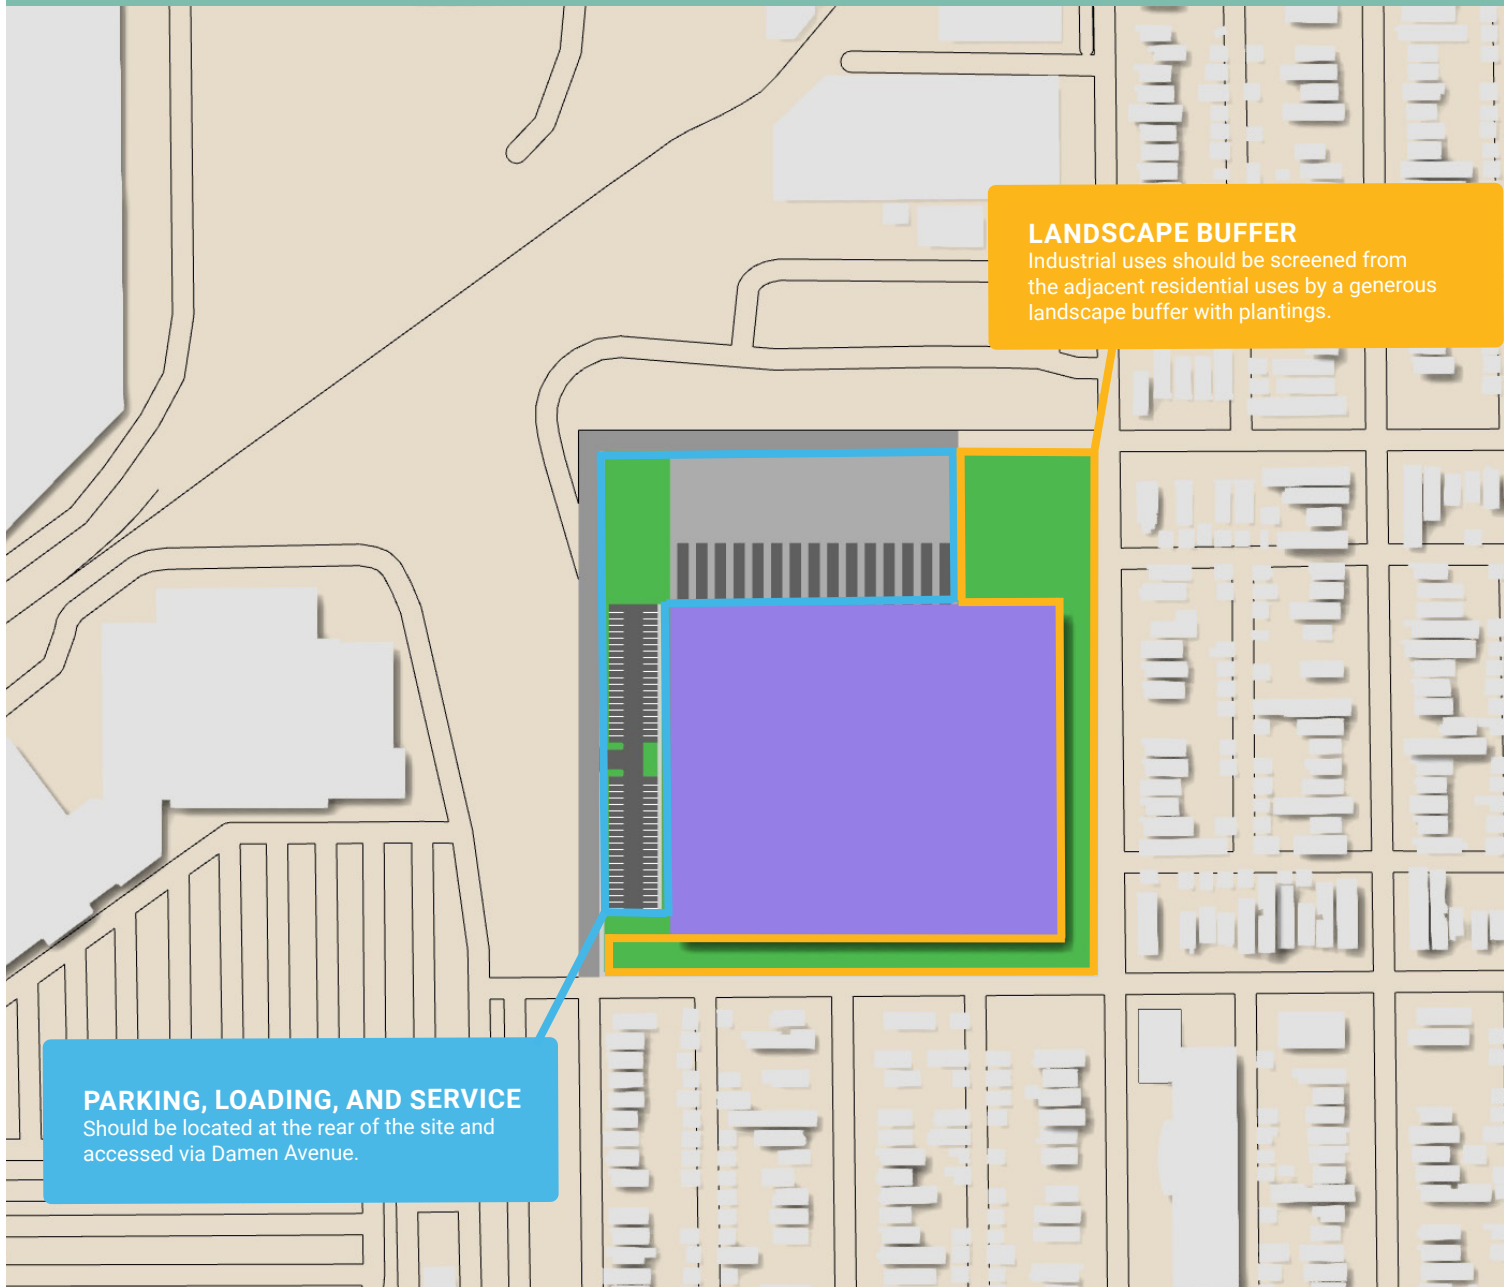 LANDSCAPE BUFFER
Industrial uses should be screened from
the adjacent residential uses by a generous
landscape buffer with plantings.
PARKING, LOADING, AND SERVICE
Should be located at the rear of the site and
accessed via Damen Avenue.